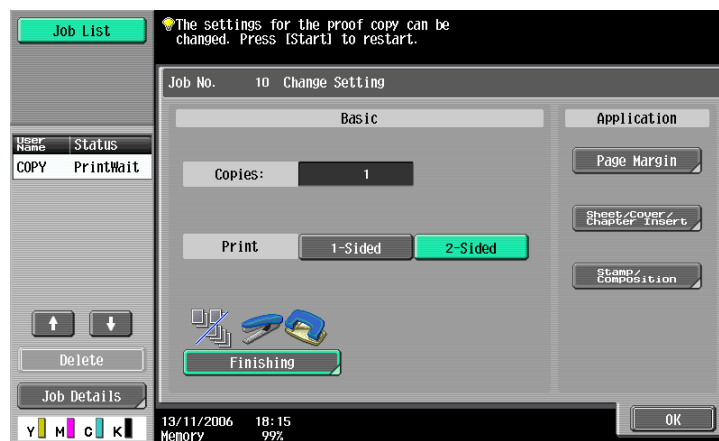 Job List
The settings for the proof copy can be
changed. Press [Start] to restart.
Job No. 10 Change Setting
Basic
Application
User Name Status
COPY PrintWait
Copies: 1
Page Margin
Sheet/Cover/
Chapter Insert
Print 1-Sided 2-Sided
Stamp/
Composition
Finishing
Delete
Job Details
Y M C K
13/11/2006 18:15
Memory 99%
OK